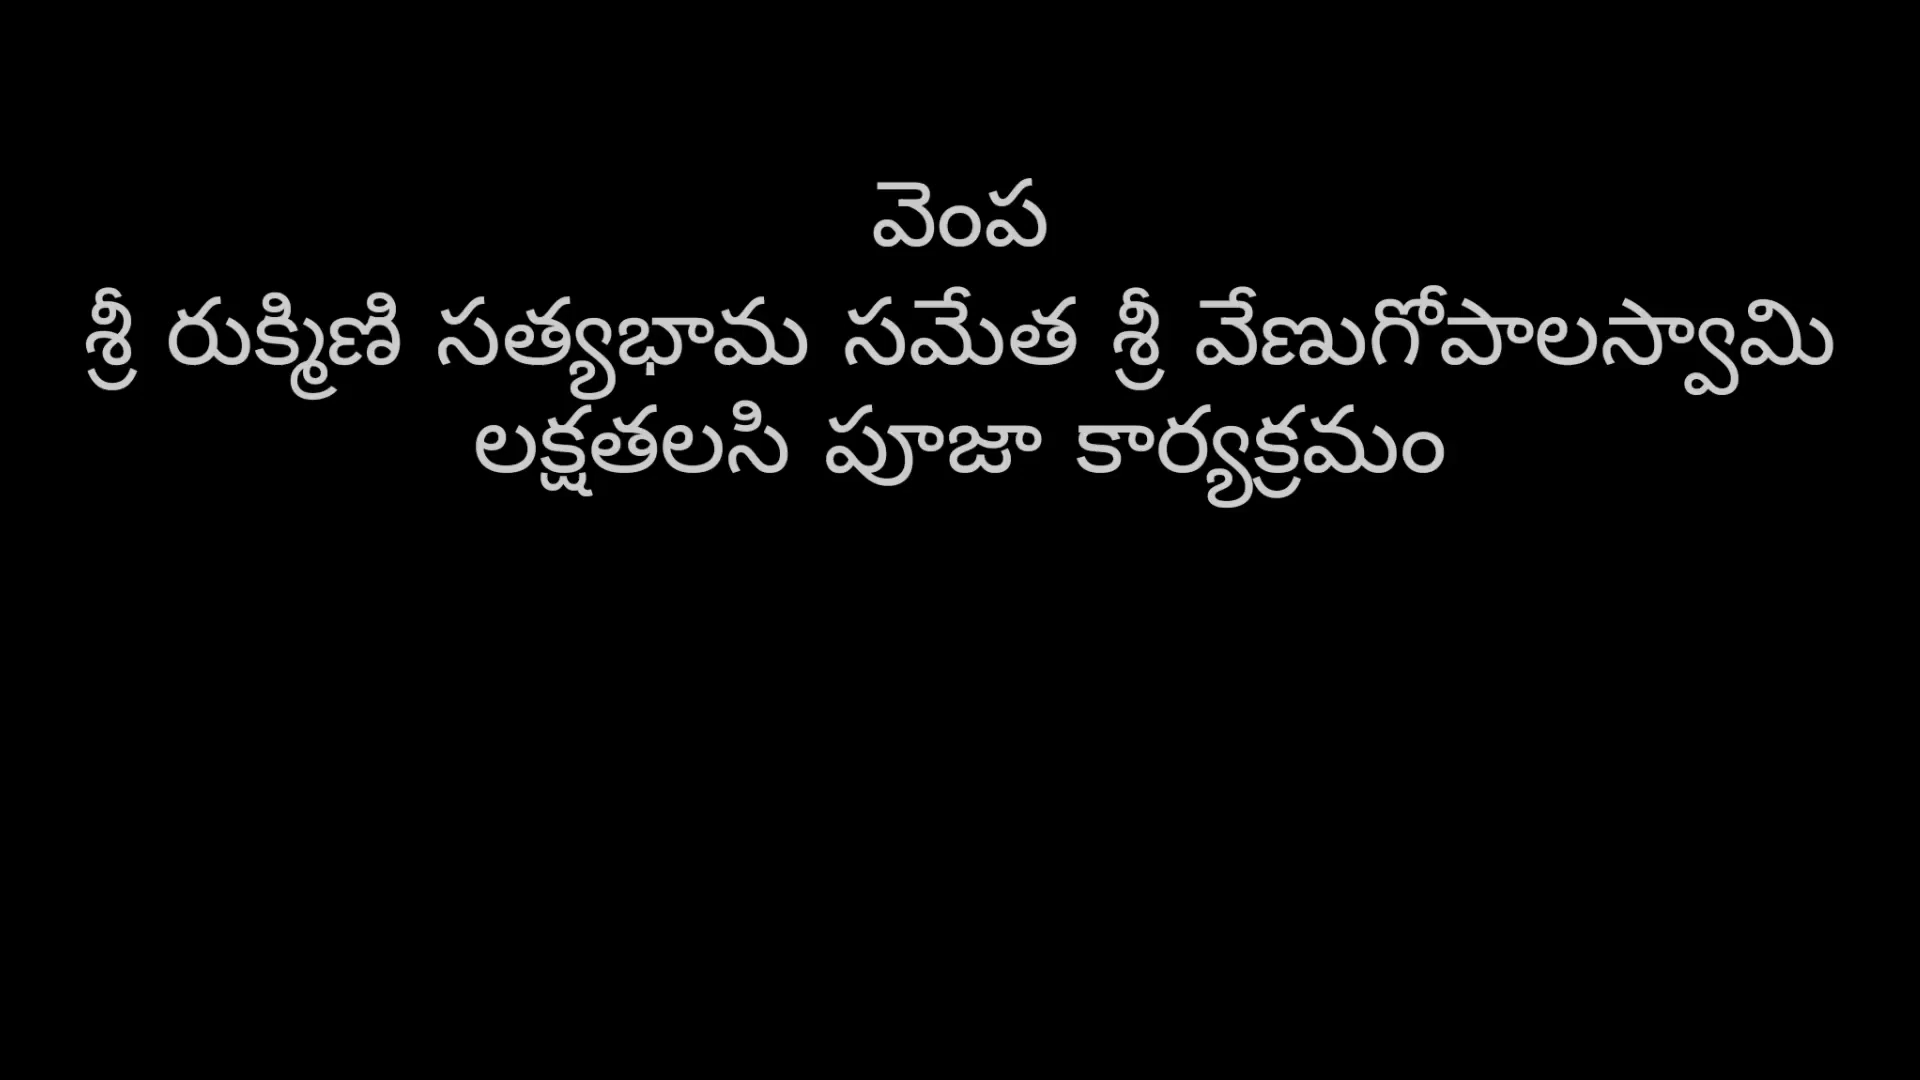 వెంప
శ్రీ రుక్మిణి సత్యభామ సమేత శ్రీ వేణుగోపాలస్వామి
లక్షతలసి పూజా కార్యక్రమం